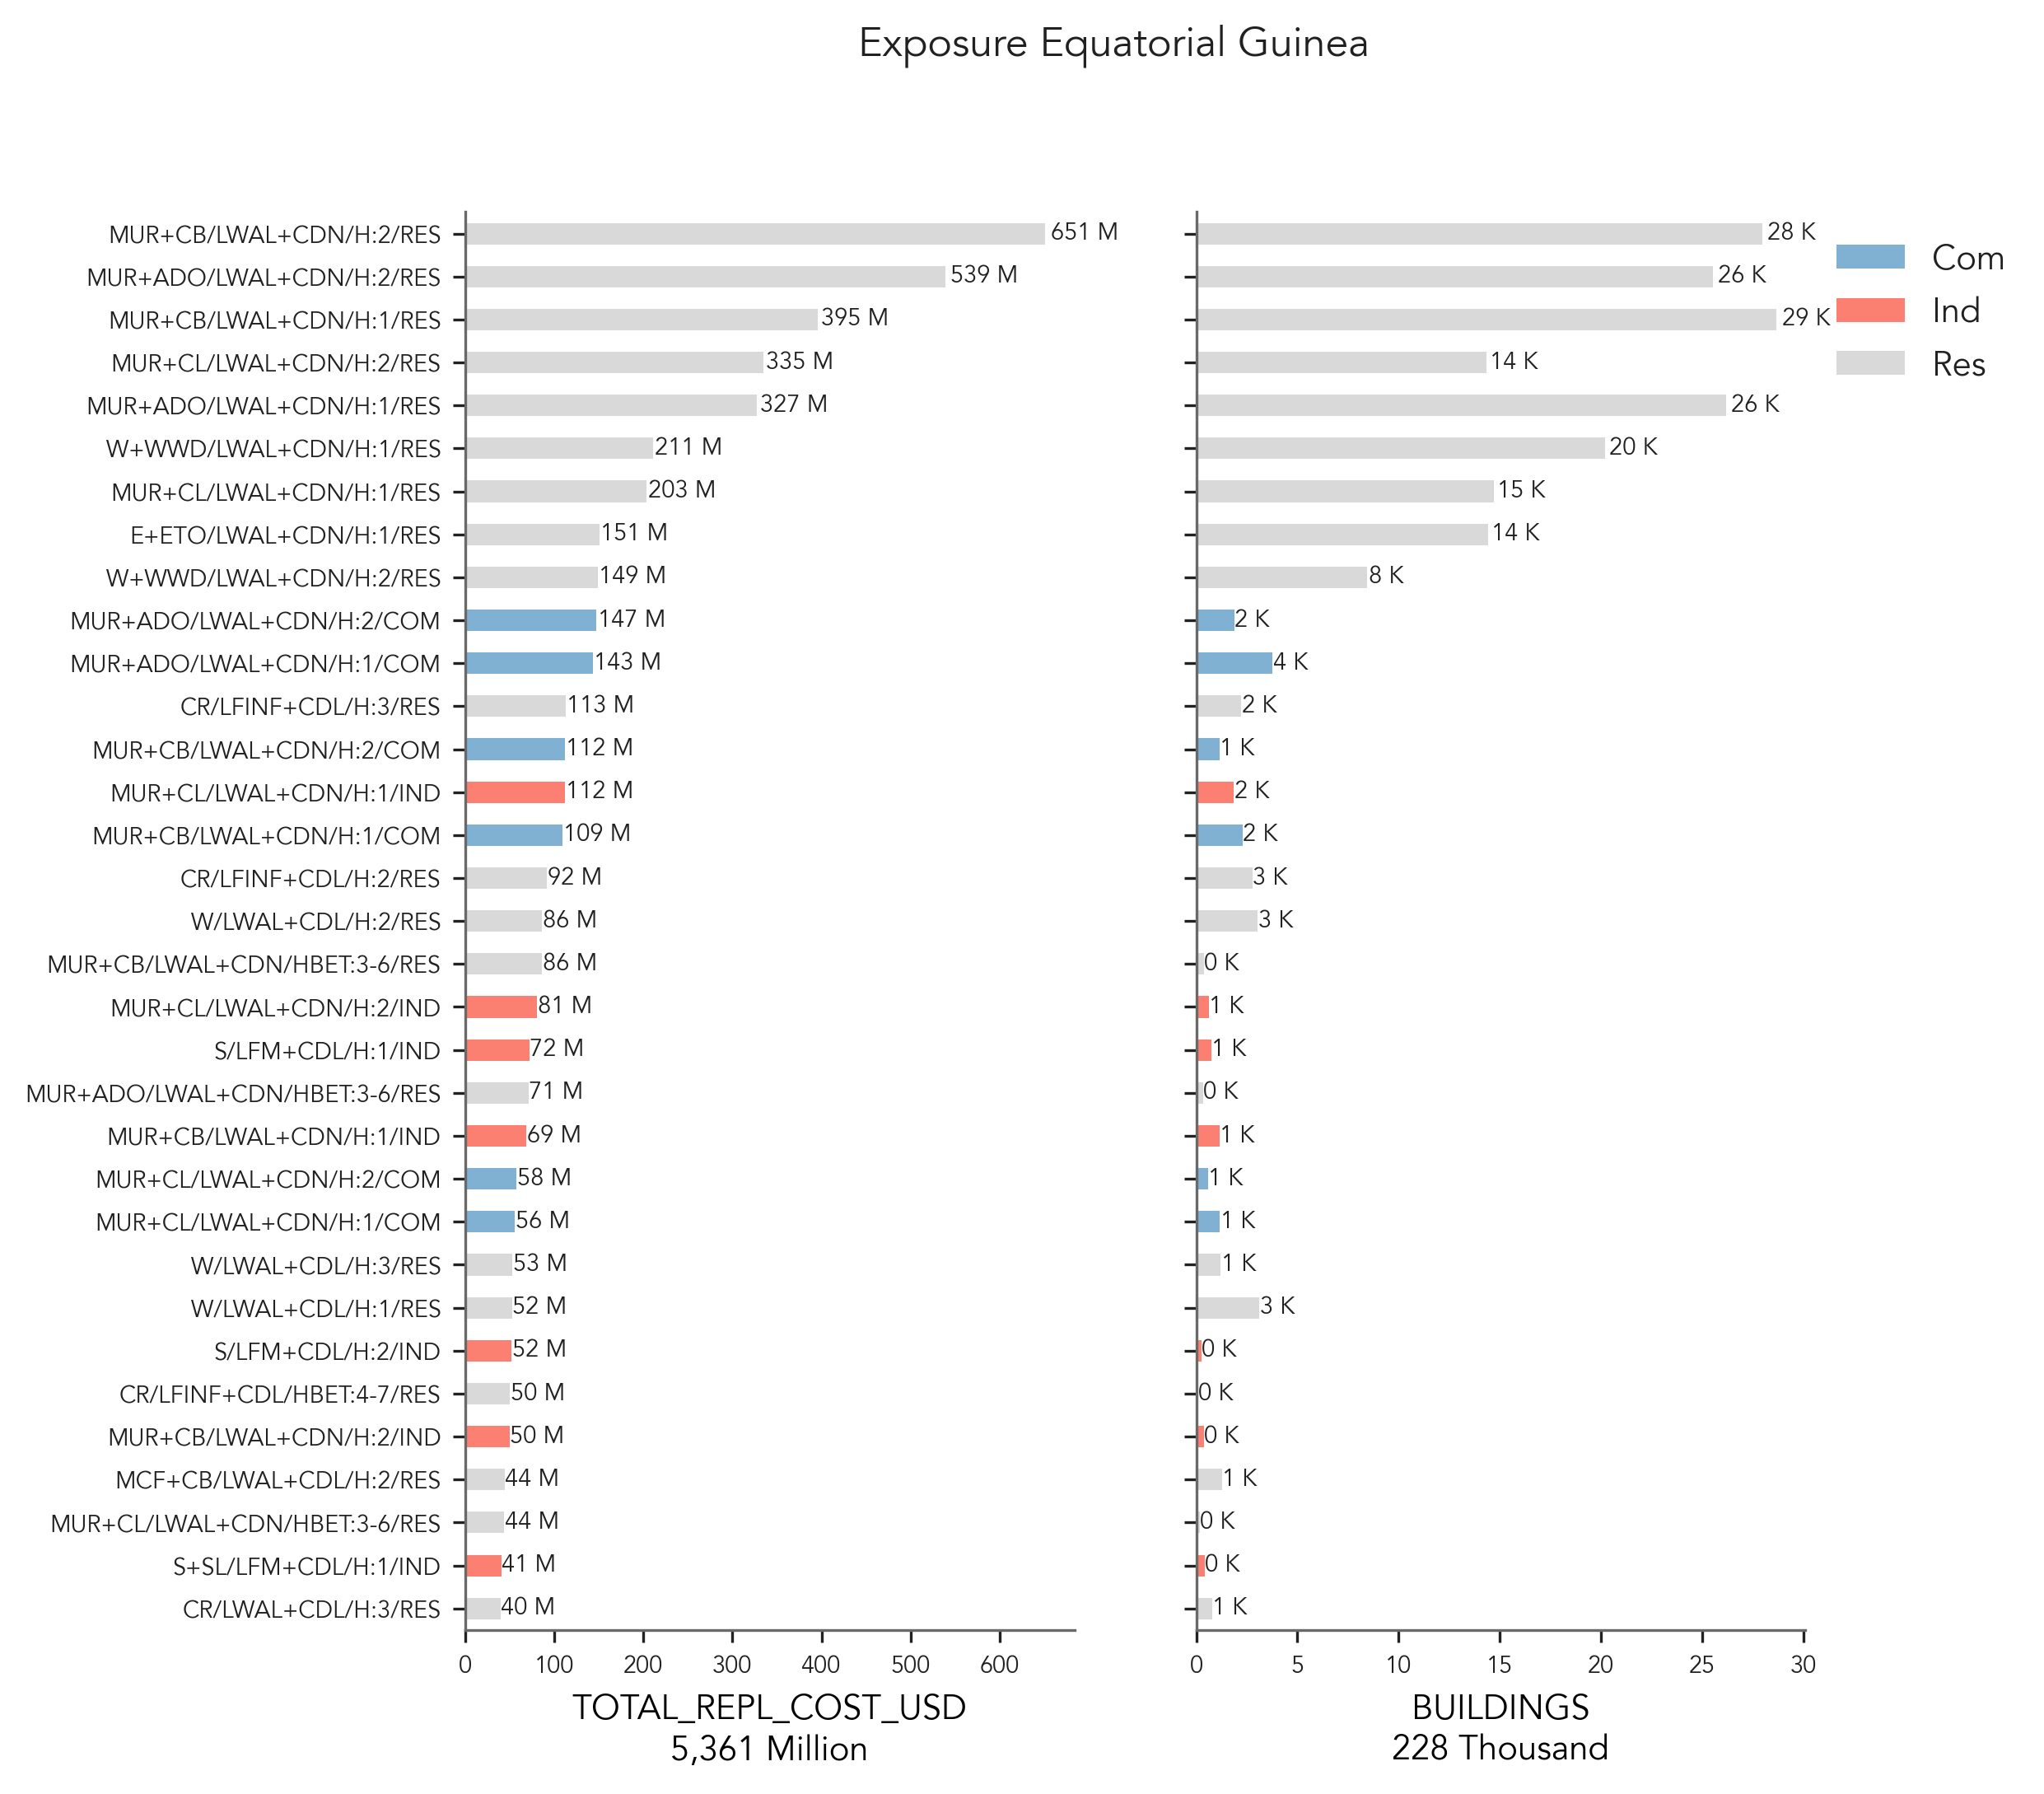 Exposure Equatorial Guinea
MUR+CB/LWAL+CDN/H:2/RES 651 M 28 K
MUR+ADO/LWAL+CDN/H:2/RES 539 M 26 K
MUR+CB/LWAL+CDN/H:1/RES 395 M 29 K
MUR+CL/LWAL+CDN/H:2/RES 335 M 14 K
MUR+ADO/LWAL+CDN/H:1/RES 327 M 26 K
W+WWD/LWAL+CDN/H:1/RES 211 M 20 K
MUR+CL/LWAL+CDN/H:1/RES 203 M 15 K
E+ETO/LWAL+CDN/H:1/RES 151 M 14 K
W+WWD/LWAL+CDN/H:2/RES 149 M 8 K
MUR+ADO/LWAL+CDN/H:2/COM 147 M 2 K
MUR+ADO/LWAL+CDN/H:1/COM 143 M 4 K
CR/LFINF+CDL/H:3/RES 113 M 2 K
MUR+CB/LWAL+CDN/H:2/COM 112 M 1 K
MUR+CL/LWAL+CDN/H:1/IND 112 M 2 K
MUR+CB/LWAL+CDN/H:1/COM 109 M 2 K
CR/LFINF+CDL/H:2/RES 92 M 3 K
W/LWAL+CDL/H:2/RES 86 M 3 K
MUR+CB/LWAL+CDN/HBET:3-6/RES 86 M 0 K
MUR+CL/LWAL+CDN/H:2/IND 81 M 1 K
S/LFM+CDL/H:1/IND 72 M 1 K
MUR+ADO/LWAL+CDN/HBET:3-6/RES 71 M 0 K
MUR+CB/LWAL+CDN/H:1/IND 69 M 1 K
MUR+CL/LWAL+CDN/H:2/COM 58 M 1 K
MUR+CL/LWAL+CDN/H:1/COM 56 M 1 K
W/LWAL+CDL/H:3/RES 53 M 1 K
W/LWAL+CDL/H:1/RES 52 M 3 K
S/LFM+CDL/H:2/IND 52 M 0 K
CR/LFINF+CDL/HBET:4-7/RES 50 M 0 K
MUR+CB/LWAL+CDN/H:2/IND 50 M 0 K
MCF+CB/LWAL+CDL/H:2/RES 44 M 1 K
MUR+CL/LWAL+CDN/HBET:3-6/RES 44 M 0 K
S+SL/LFM+CDL/H:1/IND 41 M 0 K
CR/LWAL+CDL/H:3/RES 40 M 1 K
0 100 200 300 400 500 600
TOTAL_REPL_COST_USD
5,361 Million
0 5 10 15 20 25 30
BUILDINGS
228 Thousand
Com
Ind
Res